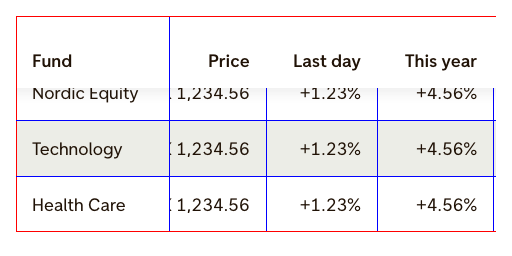 Fund Price Last day This year
Nordic Equity 1,234.56 +1.23% +4.56%
Technology 1,234.56 +1.23% +4.56%
Health Care 1,234.56 +1.23% +4.56%